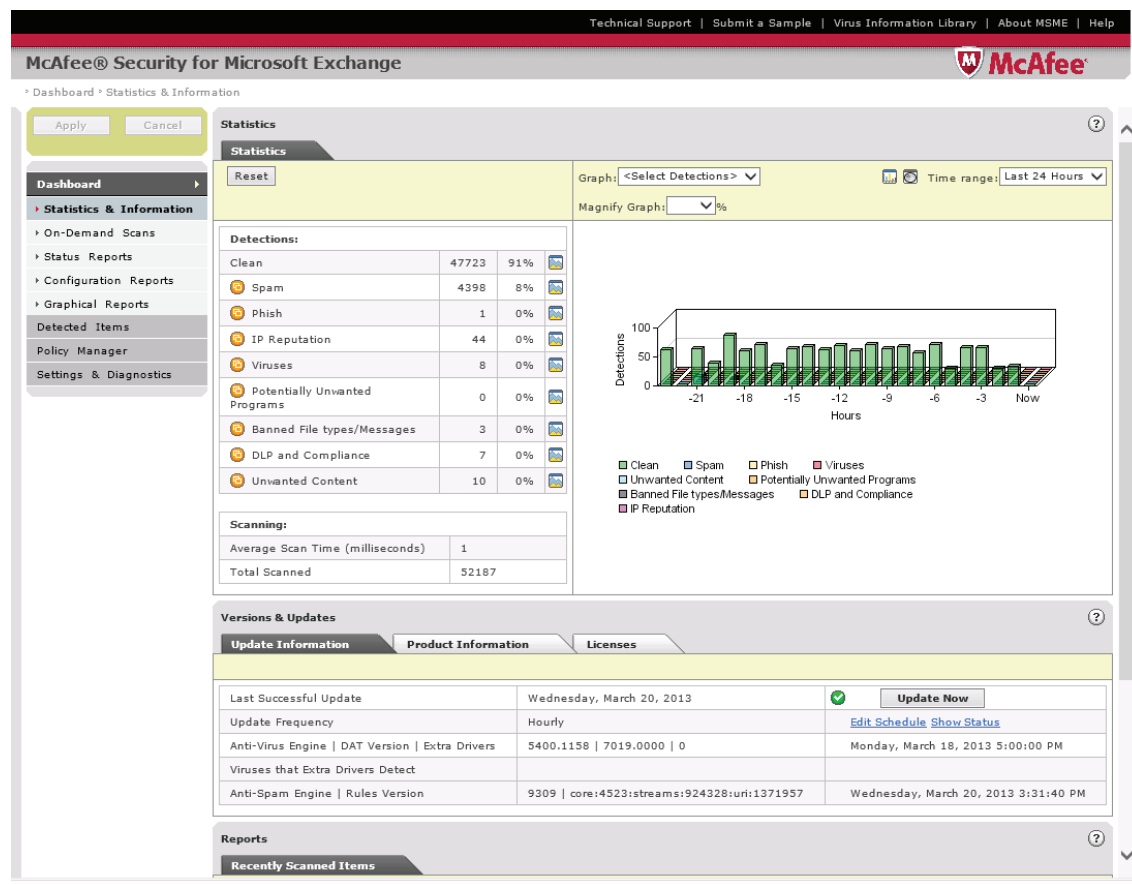 Technical Support | Submit a Sample | Virus Information Library | About MSME | Help
McAfee® Security for Microsoft Exchange
McAfee
Dashboard Statistics & Information
Apply Cancel
Dashboard
Statistics & Information
On-Demand Scans
Status Reports
Configuration Reports
Graphical Reports
Detected Items
Policy Manager
Settings & Diagnostics
Statistics ?
Statistics
Reset
Graph: <Select Detections> Time range: Last 24 Hours
Magnify Graph: %
Detections:
Clean 47723 91%
Spam 4398 8%
Phish 1 0%
IP Reputation 44 0%
Viruses 8 0%
Potentially Unwanted
Programs 0 0%
Banned File types/Messages 3 0%
DLP and Compliance 7 0%
Unwanted Content 10 0%
Scanning:
Average Scan Time (milliseconds) 1
Total Scanned 52187
Detections
100
50
0
-21 -18 -15 -12 -9 -6 -3 Now
Hours
Clean Spam Phish Viruses
Unwanted Content Potentially Unwanted Programs
Banned File types/Messages DLP and Compliance
IP Reputation
Versions & Updates ?
Update Information Product Information Licenses
Last Successful Update Wednesday, March 20, 2013 Update Now
Update Frequency Hourly Edit Schedule Show Status
Anti-Virus Engine | DAT Version | Extra Drivers 5400.1158 | 7019.0000 | 0 Monday, March 18, 2013 5:00:00 PM
Viruses that Extra Drivers Detect
Anti-Spam Engine | Rules Version 9309 | core:4523:streams:924328:uri:1371957 Wednesday, March 20, 2013 3:31:40 PM
Reports ?
Recently Scanned Items